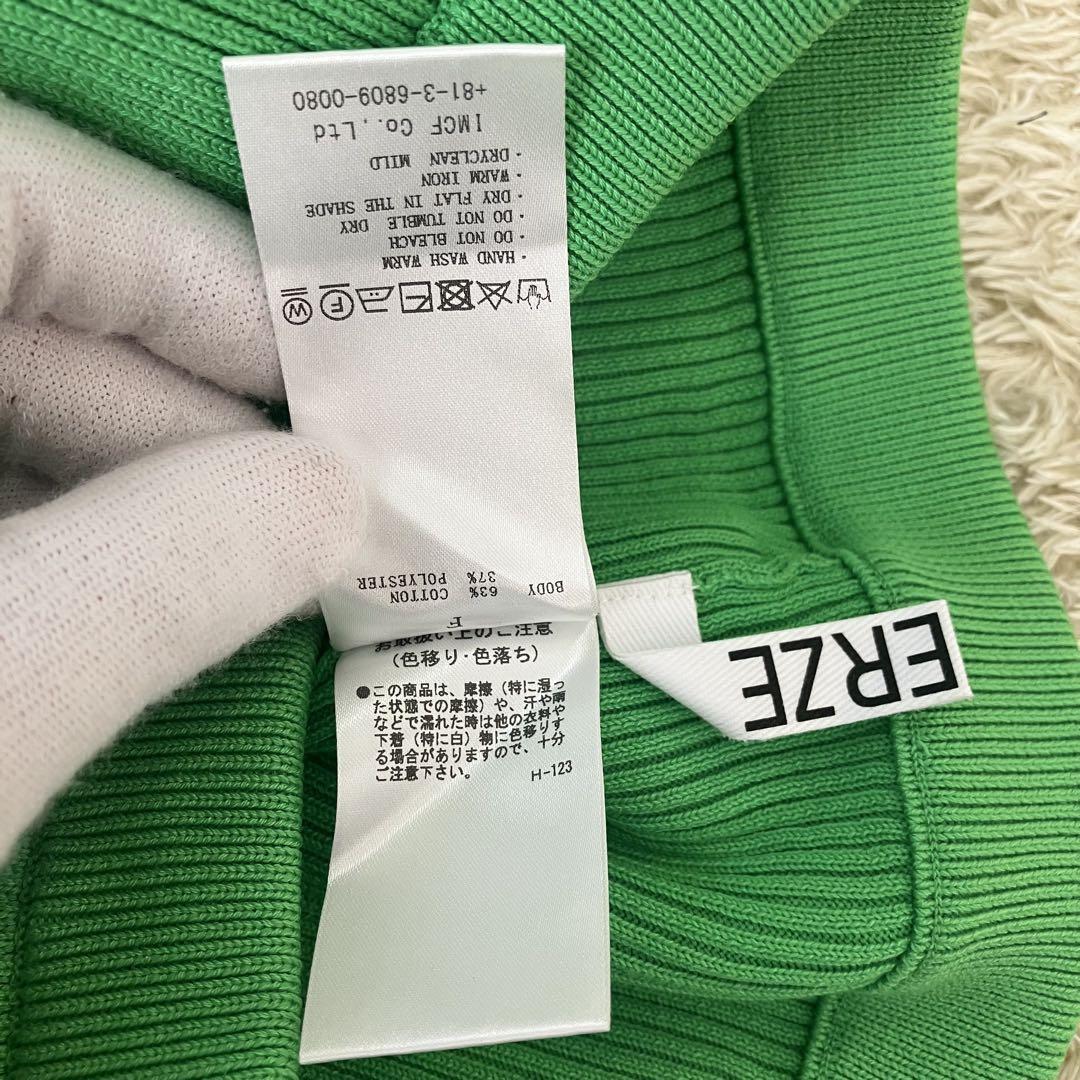 F
BODY 63% COTTON
37% POLYESTER
W F
· HAND WASH WARM
· DO NOT BLEACH
· DO NOT TUMBLE DRY
· DRY FLAT IN THE SHADE
· WARM IRON
· DRYCLEAN MILD
IMCF Co.,Ltd
+81-3-6809-0080
お取扱い上のご注意
(色移り・色落ち)
●この商品は、摩擦（特に湿っ
た状態での摩擦）や、汗や雨
などで濡れた時は他の衣料や
下着（特に白）物に色移りす
る場合がありますので、十分
ご注意下さい。
H-123
ERZE